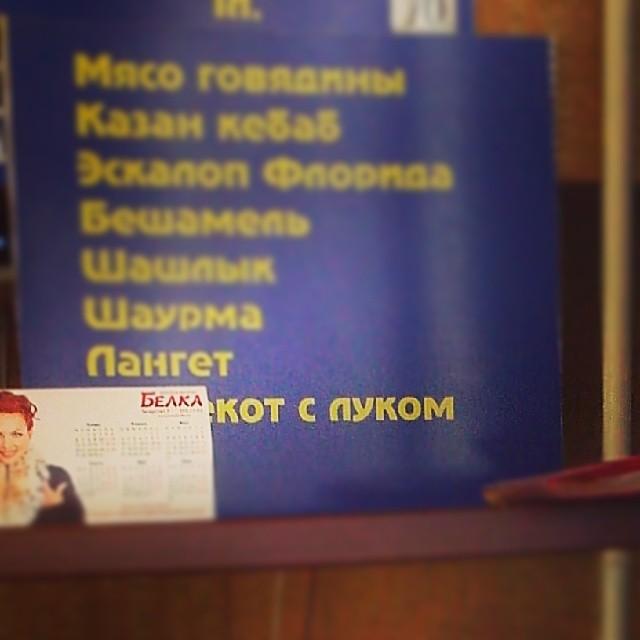 Мясо говядины
Казан кебаб
Эскалоп Флорида
Бешамель
Шашлык
Шаурма
Лангет
екот с луком
БЕЛКА